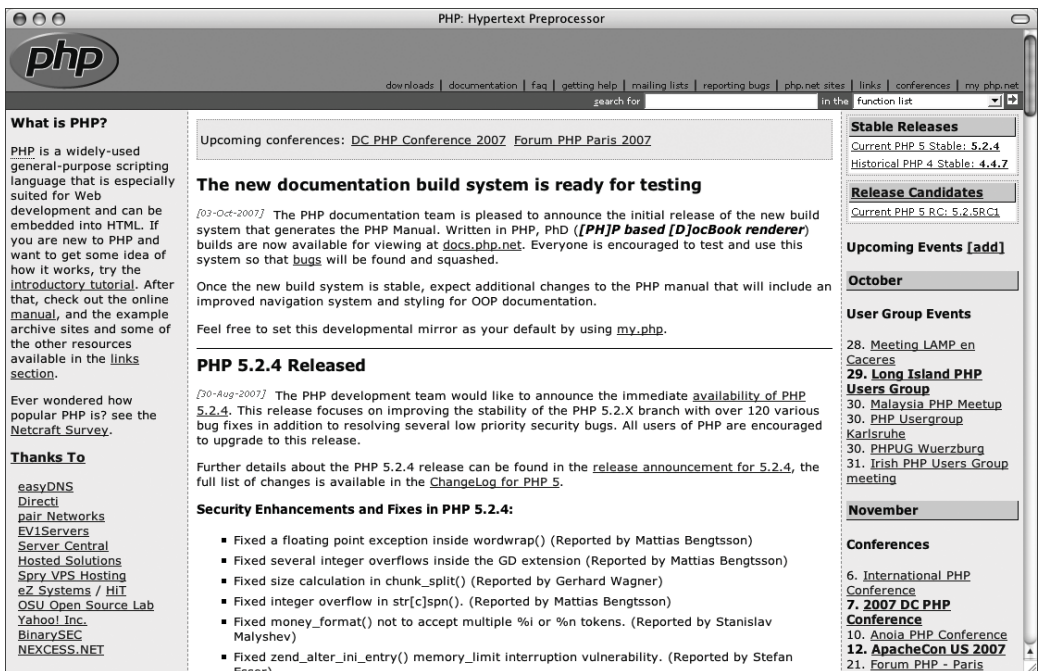 PHP: Hypertext Preprocessor
php
downloads | documentation | faq | getting help | mailing lists | reporting bugs | php.net sites | links | conferences | my php.net
search for in the function list
What is PHP?
PHP is a widely-used
general-purpose scripting
language that is especially
suited for Web
development and can be
embedded into HTML. If
you are new to PHP and
want to get some idea of
how it works, try the
introductory tutorial. After
that, check out the online
manual, and the example
archive sites and some of
the other resources
available in the links
section.
Ever wondered how
popular PHP is? see the
Netcraft Survey.
Thanks To
easyDNS
Directi
pair Networks
EV1Servers
Server Central
Hosted Solutions
Spry VPS Hosting
eZ Systems / HiT
OSU Open Source Lab
Yahoo! Inc.
BinarySEC
NEXCESS.NET
Upcoming conferences: DC PHP Conference 2007 Forum PHP Paris 2007
The new documentation build system is ready for testing
[03-Oct-2007] The PHP documentation team is pleased to announce the initial release of the new build
system that generates the PHP Manual. Written in PHP, PhD ([PH]P based [D]ocBook renderer)
builds are now available for viewing at docs.php.net. Everyone is encouraged to test and use this
system so that bugs will be found and squashed.
Once the new build system is stable, expect additional changes to the PHP manual that will include an
improved navigation system and styling for OOP documentation.
Feel free to set this developmental mirror as your default by using my.php.
PHP 5.2.4 Released
[30-Aug-2007] The PHP development team would like to announce the immediate availability of PHP
5.2.4. This release focuses on improving the stability of the PHP 5.2.X branch with over 120 various
bug fixes in addition to resolving several low priority security bugs. All users of PHP are encouraged
to upgrade to this release.
Further details about the PHP 5.2.4 release can be found in the release announcement for 5.2.4, the
full list of changes is available in the ChangeLog for PHP 5.
Security Enhancements and Fixes in PHP 5.2.4:
▪ Fixed a floating point exception inside wordwrap() (Reported by Mattias Bengtsson)
▪ Fixed several integer overflows inside the GD extension (Reported by Mattias Bengtsson)
▪ Fixed size calculation in chunk_split() (Reported by Gerhard Wagner)
▪ Fixed integer overflow in str[c]spn(). (Reported by Mattias Bengtsson)
▪ Fixed money_format() not to accept multiple %i or %n tokens. (Reported by Stanislav
Malyshev)
▪ Fixed zend_alter_ini_entry() memory_limit interruption vulnerability. (Reported by Stefan
Esser)
Stable Releases
Current PHP 5 Stable: 5.2.4
Historical PHP 4 Stable: 4.4.7
Release Candidates
Current PHP 5 RC: 5.2.5RC1
Upcoming Events [add]
October
User Group Events
28. Meeting LAMP en
Caceres
29. Long Island PHP
Users Group
30. Malaysia PHP Meetup
30. PHP Usergroup
Karlsruhe
30. PHPUG Wuerzburg
31. Irish PHP Users Group
meeting
November
Conferences
6. International PHP
Conference
7. 2007 DC PHP
Conference
10. Anoia PHP Conference
12. ApacheCon US 2007
21. Forum PHP - Paris